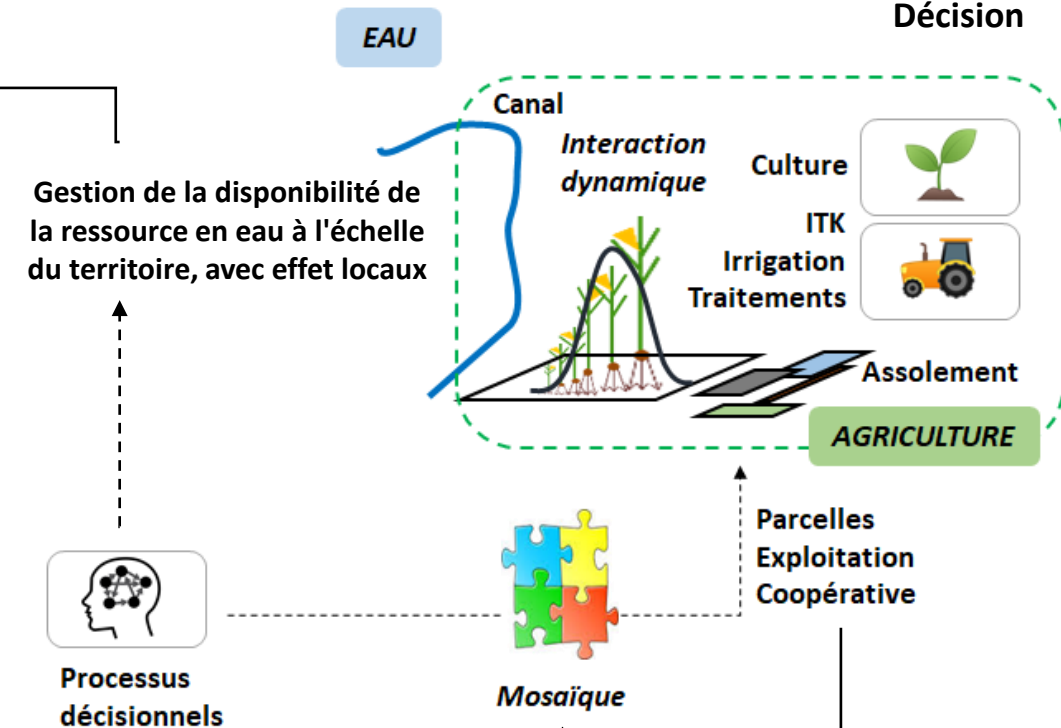 Décision
EAU
Canal
Interaction
dynamique
Culture
ITK
Irrigation
Traitements
Assolement
AGRICULTURE
Gestion de la disponibilité de
la ressource en eau à l'échelle
du territoire, avec effet locaux
Parcelles
Exploitation
Coopérative
Processus
décisionnels
Mosaïque